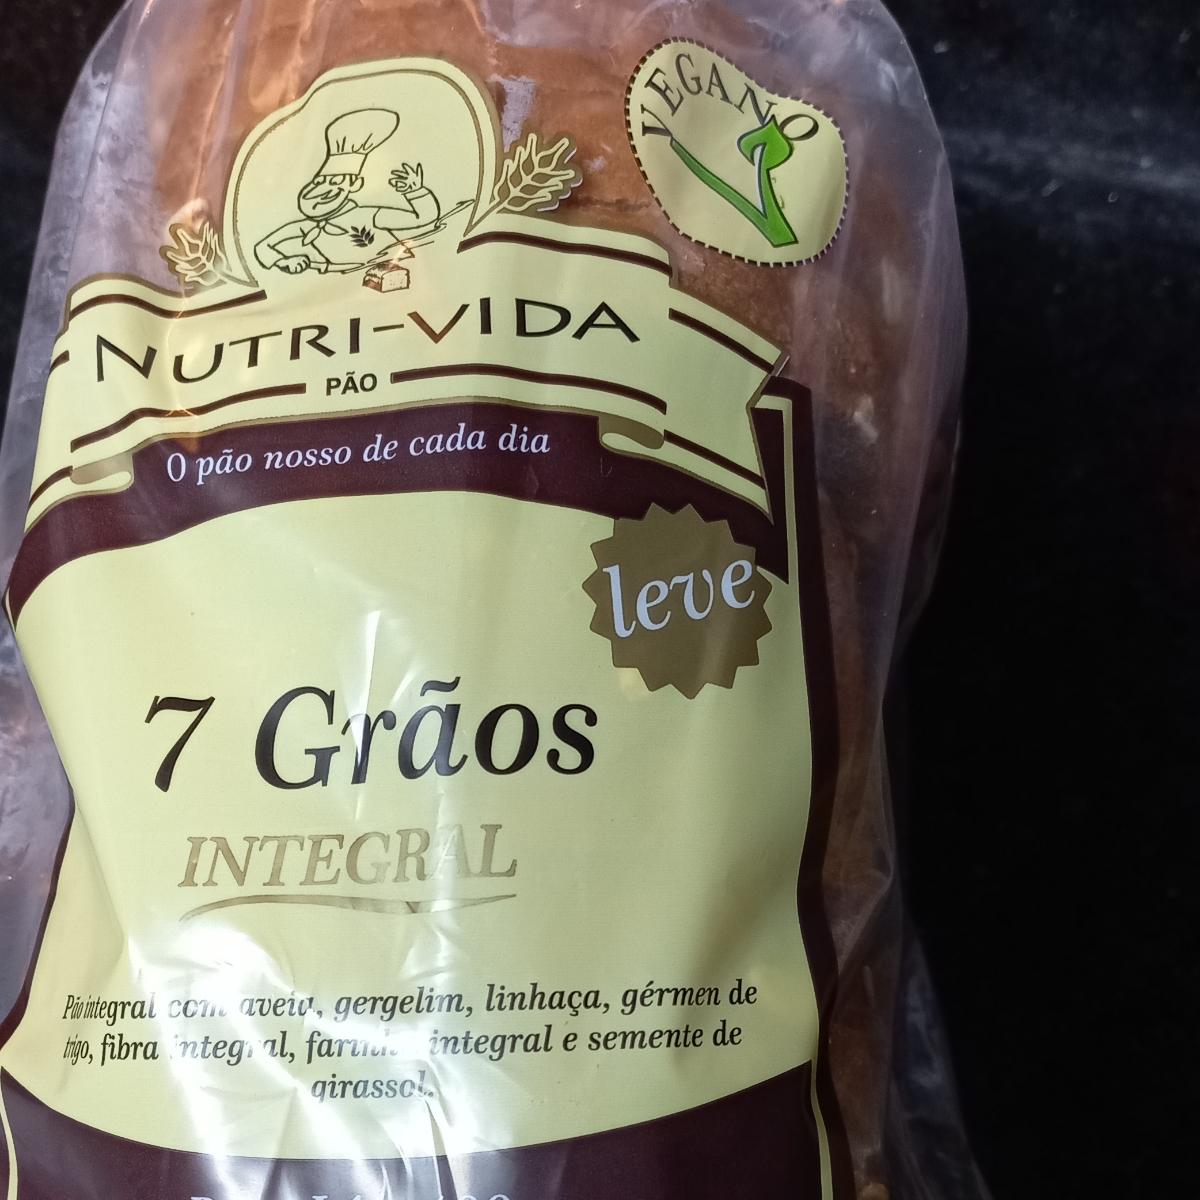 VEGANO
NUTRI-VIDA
PÃO
O pão nosso de cada dia
leve
7 Grãos
INTEGRAL
Pão integral com aveia, gergelim, linhaça, gérmen de
trigo, fibra integral, farinha integral e semente de
girassol.